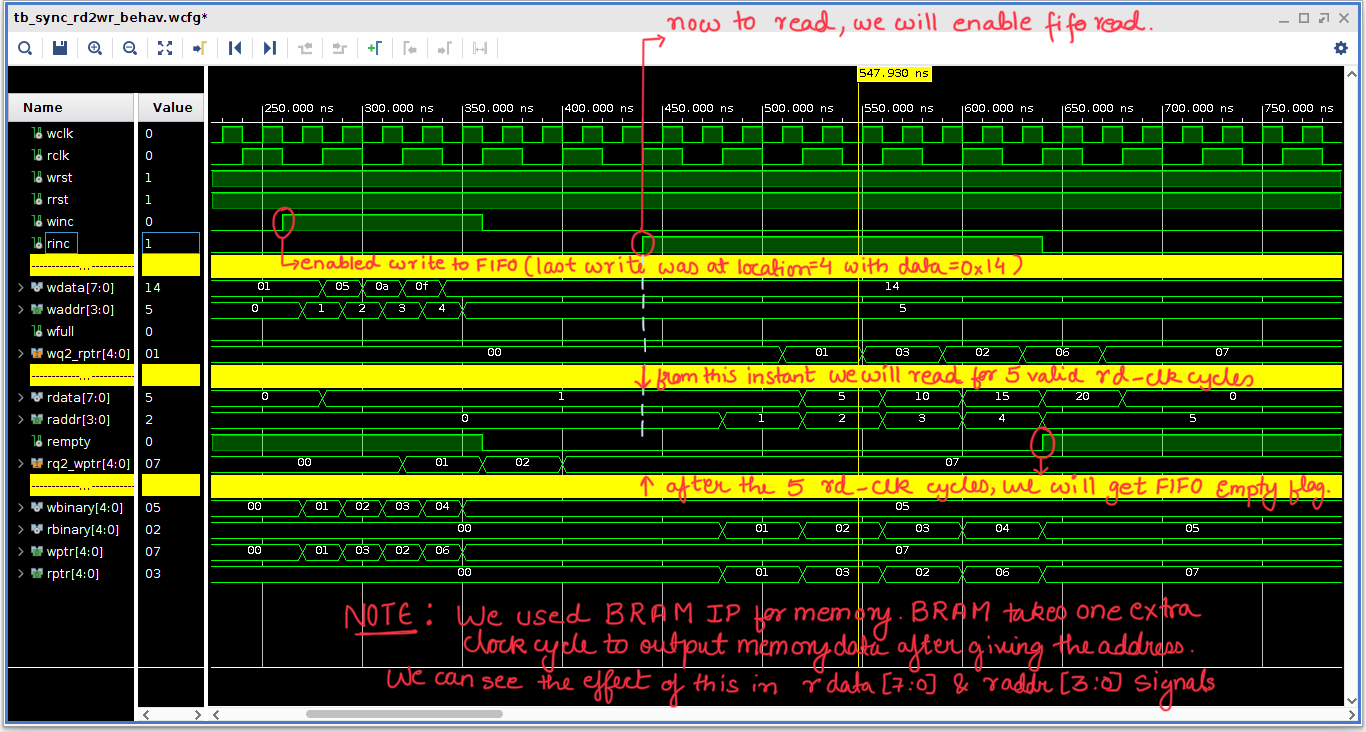 tb_sync_rd2wr_behav.wcfg*
now to read, we will enable fifo read.
547.930 ns
Name Value
250.000 ns 300.000 ns 350.000 ns 400.000 ns 450.000 ns 500.000 ns 550.000 ns 600.000 ns 650.000 ns 700.000 ns 750.000 ns
wclk 0
rclk 0
wrst 1
rrst 1
winc 0
rinc 1
------------...------------ enabled write to FIFO (last write was at location=4 with data=0x14)
wdata[7:0] 14 01 05 0a 0f 14
waddr[3:0] 5 0 1 2 3 4 5
wfull 0
wq2_rptr[4:0] 01 00 01 03 02 06 07
------------...------------ from this instant we will read for 5 valid rd-clk cycles
rdata[7:0] 5 0 1 5 10 15 20 0
raddr[3:0] 2 0 1 2 3 4 5
rempty 0
rq2_wptr[4:0] 07 00 01 02 07
------------...------------ after the 5 rd-clk cycles, we will get FIFO Empty flag.
wbinary[4:0] 05 00 01 02 03 04 05
rbinary[4:0] 02 00 01 02 03 04 05
wptr[4:0] 07 00 01 03 02 06 07
rptr[4:0] 03 00 01 03 02 06 07
NOTE: We used BRAM IP for memory. BRAM takes one extra
clock cycle to output memory data after giving the address.
We can see the effect of this in rdata[7:0] & raddr[3:0] signals